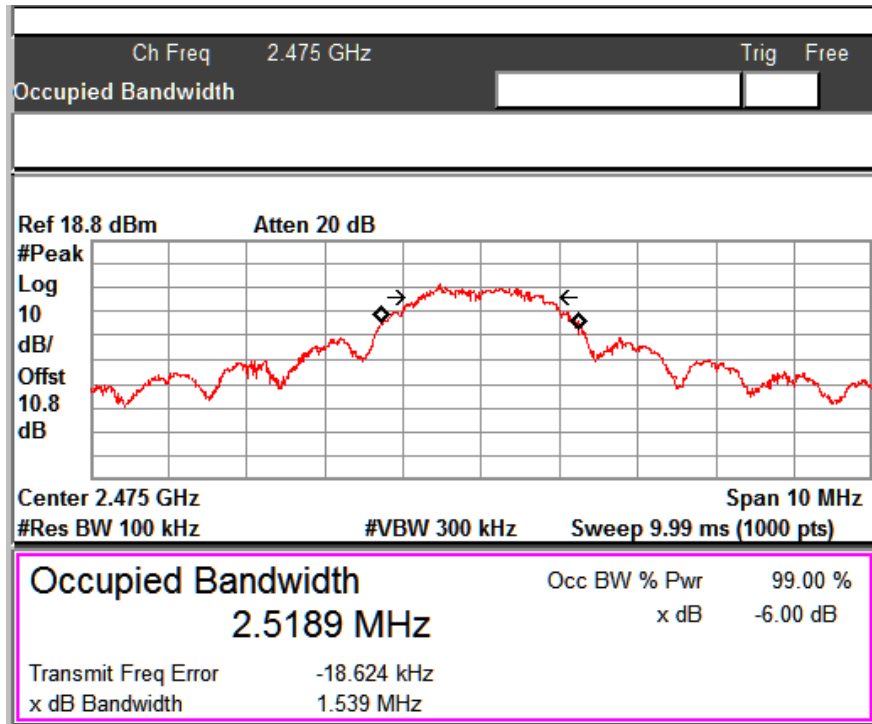 Ch Freq 2.475 GHz Trig Free
Occupied Bandwidth
Ref 18.8 dBm Atten 20 dB
#Peak
Log
10
dB/
Offst
10.8
dB
Center 2.475 GHz Span 10 MHz
#Res BW 100 kHz #VBW 300 kHz Sweep 9.99 ms (1000 pts)
Occupied Bandwidth Occ BW % Pwr 99.00 %
2.5189 MHz x dB -6.00 dB
Transmit Freq Error -18.624 kHz
x dB Bandwidth 1.539 MHz